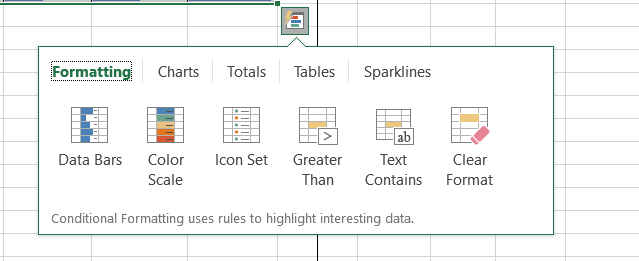 Formatting Charts Totals Tables Sparklines
Data Bars Color Scale Icon Set Greater Than Text Contains Clear Format
> ab
Conditional Formatting uses rules to highlight interesting data.